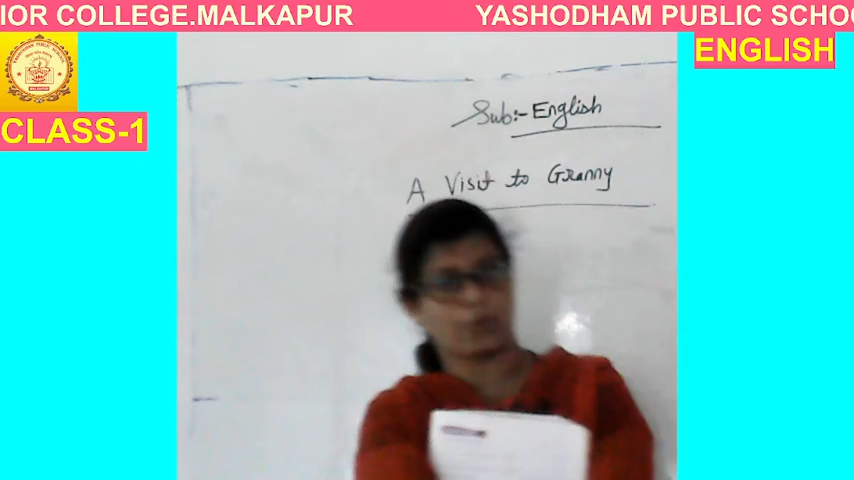 IOR COLLEGE.MALKAPUR YASHODHAM PUBLIC SCHOO
ENGLISH
CLASS-1
Sub:- English
A Visit to Granny